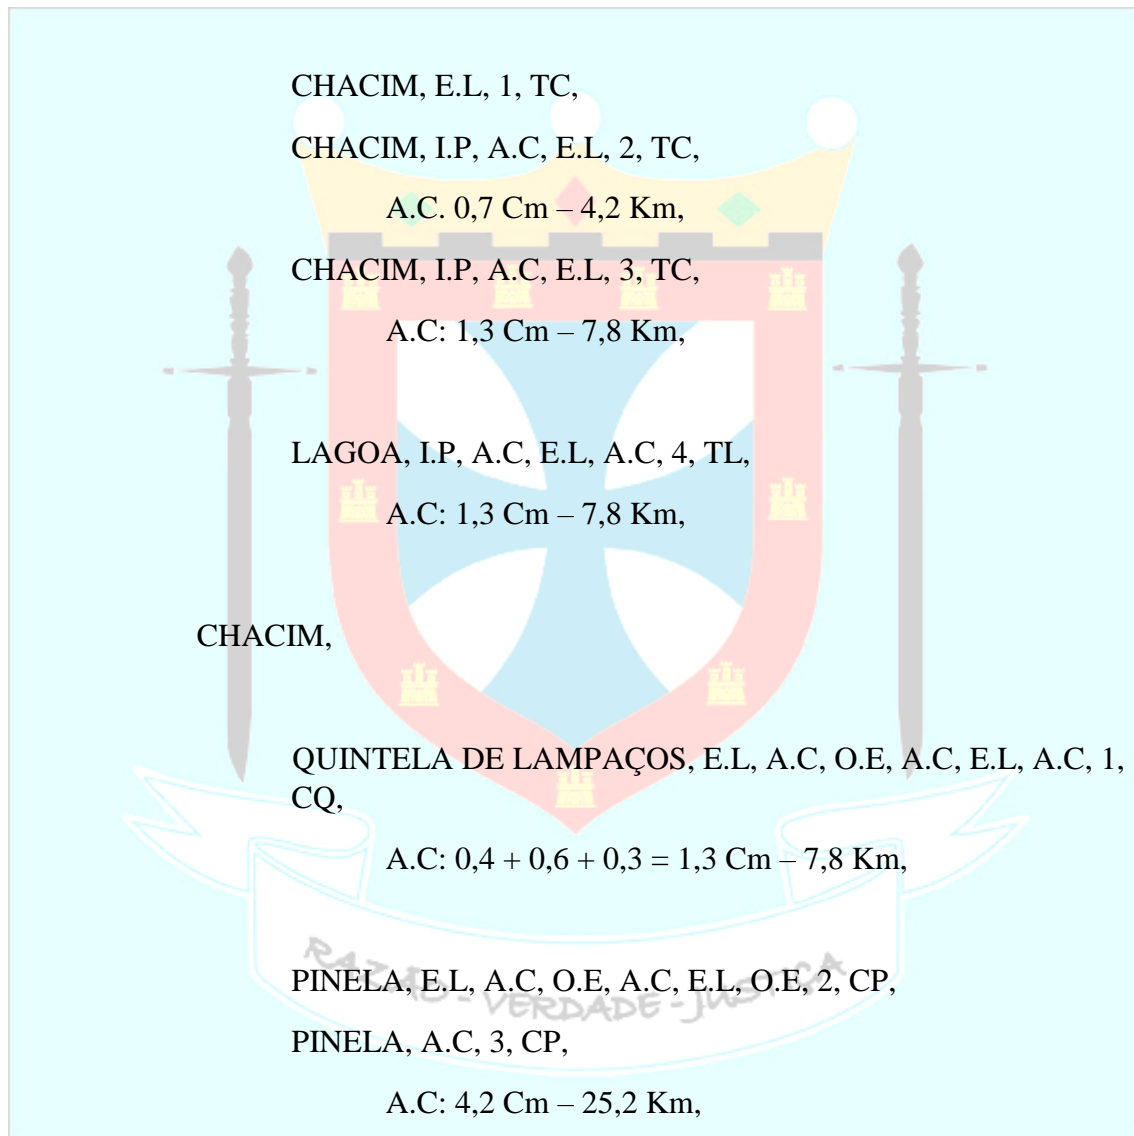 CHACIM, E.L, 1, TC,
CHACIM, I.P, A.C, E.L, 2, TC,
A.C. 0,7 Cm – 4,2 Km,
CHACIM, I.P, A.C, E.L, 3, TC,
A.C: 1,3 Cm – 7,8 Km,
LAGOA, I.P, A.C, E.L, A.C, 4, TL,
A.C: 1,3 Cm – 7,8 Km,
CHACIM,
QUINTELA DE LAMPAÇOS, E.L, A.C, O.E, A.C, E.L, A.C, 1,
CQ,
A.C: 0,4 + 0,6 + 0,3 = 1,3 Cm – 7,8 Km,
PINELA, E.L, A.C, O.E, A.C, E.L, O.E, 2, CP,
RAZÃO - VERDADE - JUSTIÇA
PINELA, A.C, 3, CP,
A.C: 4,2 Cm – 25,2 Km,